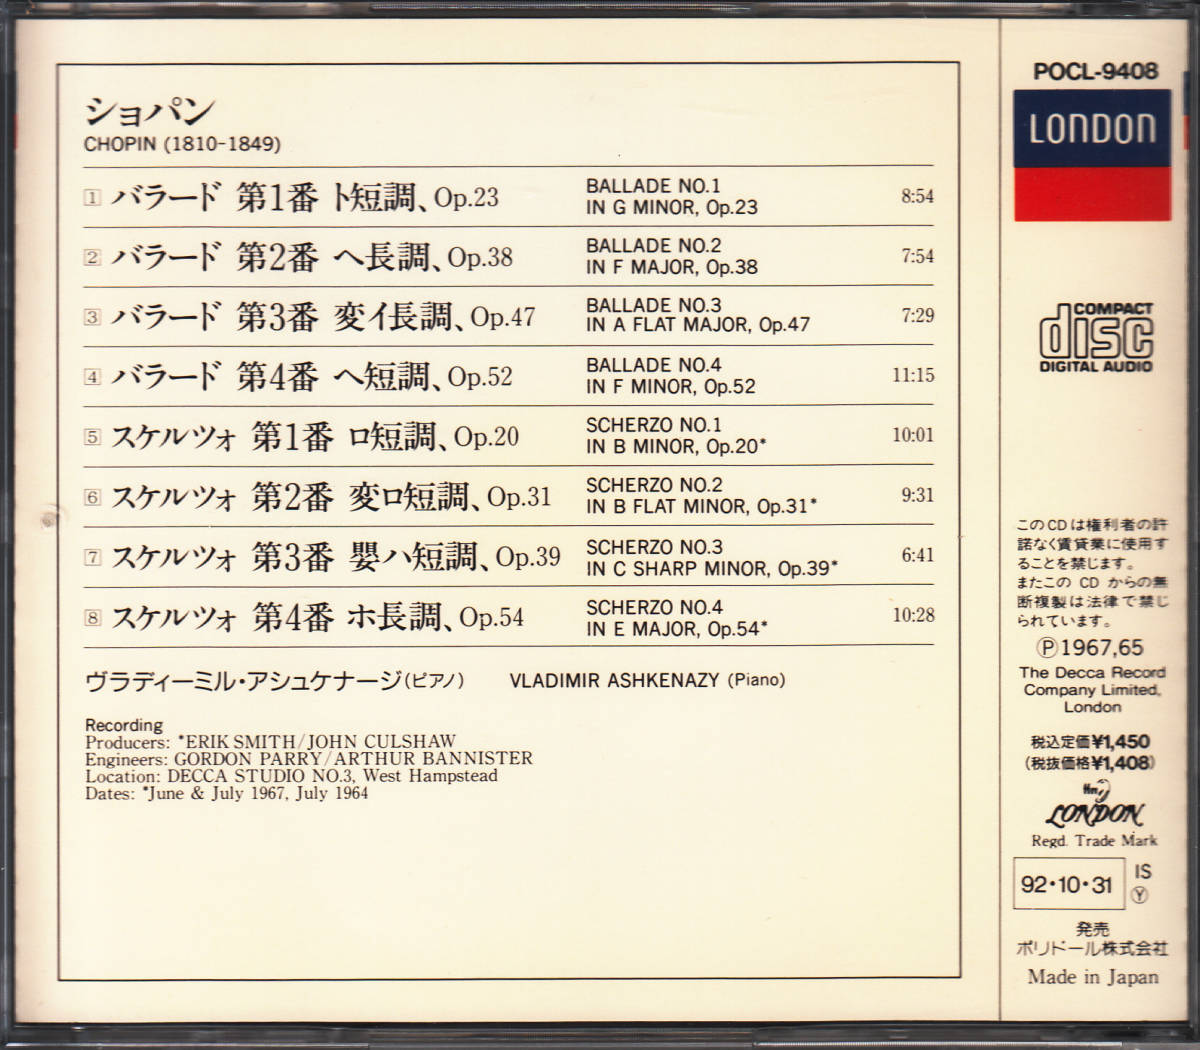 ショパン
CHOPIN (1810-1849)
1 バラード 第1番 ト短調、Op.23 BALLADE NO.1 IN G MINOR, Op.23 8:54
2 バラード 第2番 ヘ長調、Op.38 BALLADE NO.2 IN F MAJOR, Op.38 7:54
3 バラード 第3番 変イ長調、Op.47 BALLADE NO.3 IN A FLAT MAJOR, Op.47 7:29
4 バラード 第4番 ヘ短調、Op.52 BALLADE NO.4 IN F MINOR, Op.52 11:15
5 スケルツォ 第1番 ロ短調、Op.20 SCHERZO NO.1 IN B MINOR, Op.20* 10:01
6 スケルツォ 第2番 変ロ短調、Op.31 SCHERZO NO.2 IN B FLAT MINOR, Op.31* 9:31
7 スケルツォ 第3番 嬰ハ短調、Op.39 SCHERZO NO.3 IN C SHARP MINOR, Op.39* 6:41
8 スケルツォ 第4番 ホ長調、Op.54 SCHERZO NO.4 IN E MAJOR, Op.54* 10:28
ヴラディーミル・アシュケナージ(ピアノ) VLADIMIR ASHKENAZY (Piano)
Recording
Producers: *ERIK SMITH/JOHN CULSHAW
Engineers: GORDON PARRY/ARTHUR BANNISTER
Location: DECCA STUDIO NO.3, West Hampstead
Dates: *June & July 1967, July 1964
POCL-9408
LONDON
COMPACT
disc
DIGITAL AUDIO
このCDは権利者の許
諾なく賃貸業に使用す
ることを禁じます。
またこの CD からの無
断複製は法律で禁じ
られています。
Ⓟ1967,65
The Decca Record
Company Limited,
London
税込定価¥1,450
(税抜価格¥1,408)
LONDON
Regd. Trade Mark
92・10・31
IS
Ⓨ
発売
ポリドール株式会社
Made in Japan